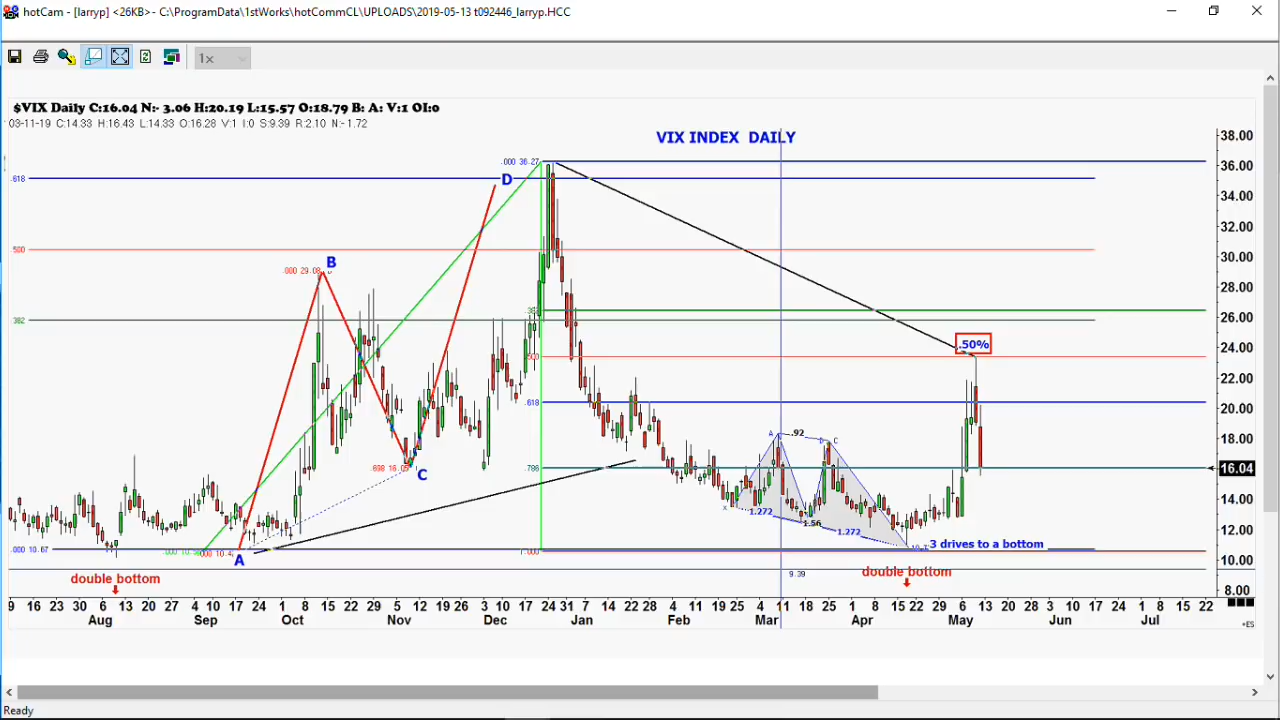 hotCam - [larryp] <26KB>- C:\ProgramData\1stWorks\hotCommCL\UPLOADS\2019-05-13 t092446_larryp.HCC
1x
$VIX Daily C:16.04 N:- 3.06 H:20.19 L:15.57 O:18.79 B: A: V:1 OI:0
03-11-19 C:14.33 H:16.43 L:14.33 O:16.28 V:1 I:0 S:9.39 R:2.10 N:-1.72
VIX INDEX DAILY
38.00
.000 36.27
36.00
.618
D
34.00
32.00
.500
30.00
B
.000 29.08
28.00
.382
26.00
.50%
24.00
.500
22.00
.618
20.00
A
.92
C
18.00
C
.786
16.04
X
1.272
1.56
1.272
14.00
12.00
3 drives to a bottom
.000 10.67
A
10.00
9.39
double bottom
double bottom
8.00
9 16 23 30 6 13 20 27 4 10 17 24 1 8 15 22 29 5 12 19 26 3 10 17 24 31 7 14 22 28 4 11 19 25 4 11 18 25 1 8 15 22 29 6 13 20 28 3 10 17 24 1 8 15 22
Aug Sep Oct Nov Dec Jan Feb Mar Apr May Jun Jul
+ES
Ready